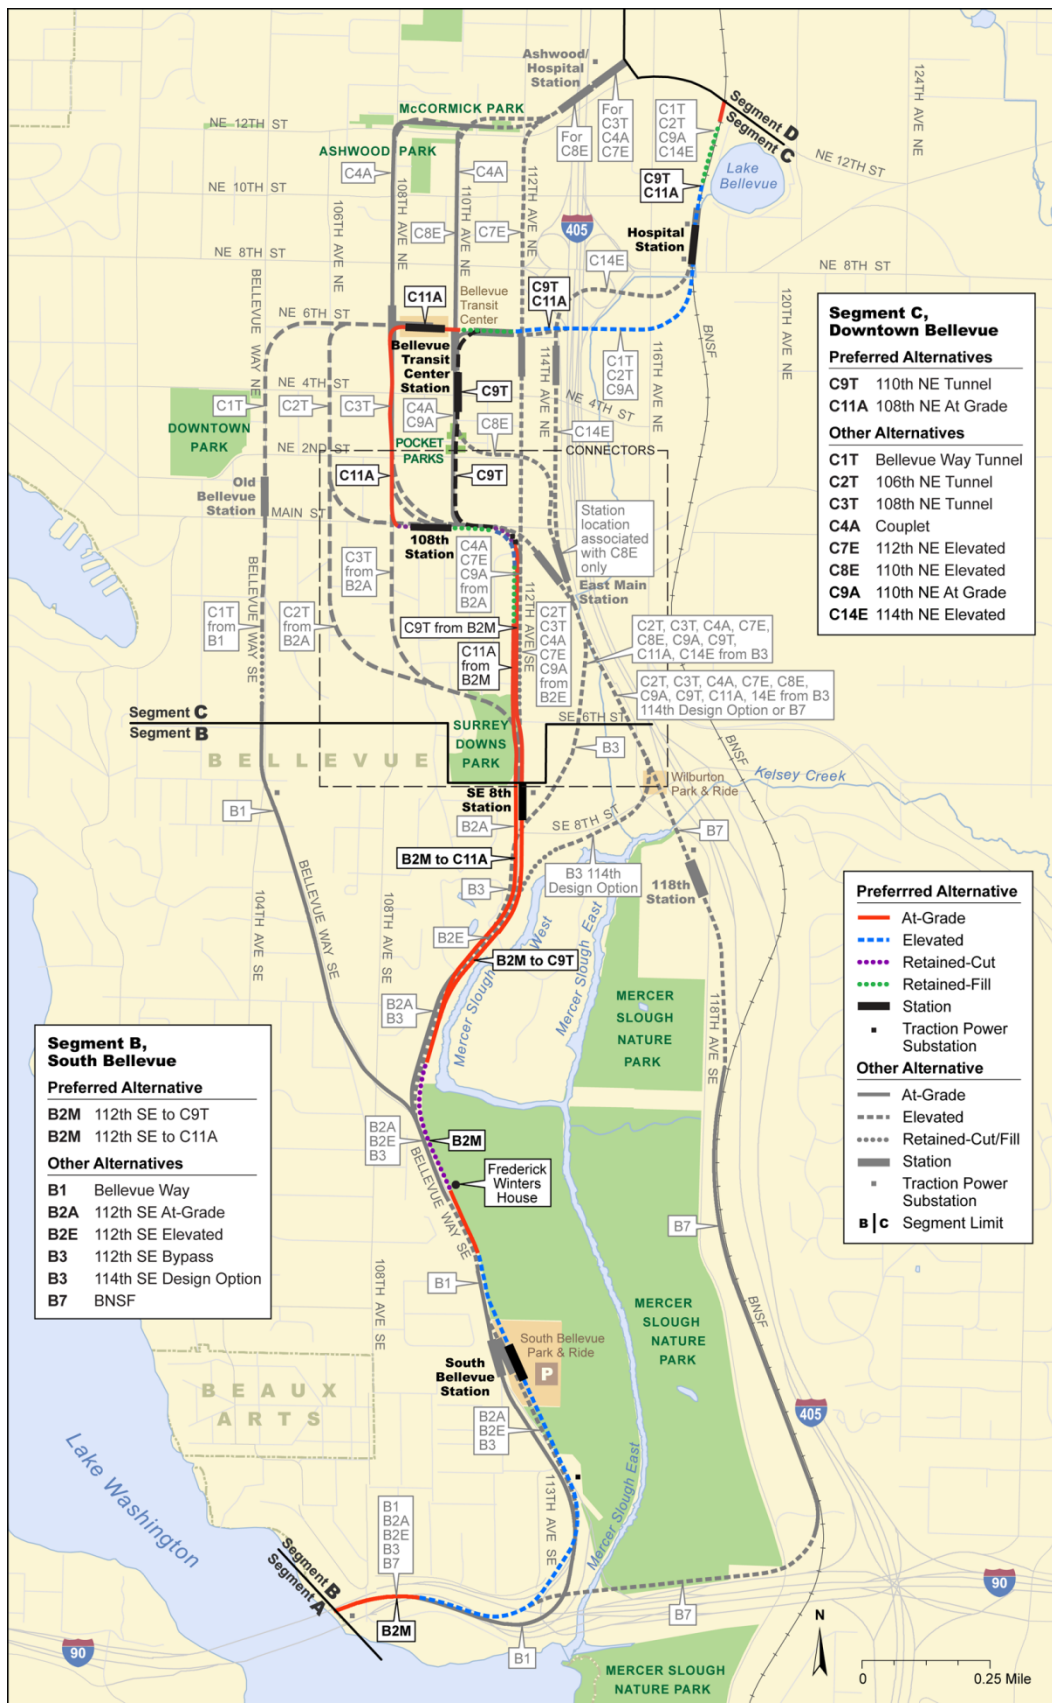 Ashwood/
Hospital
Station
McCORMICK PARK
NE 12TH ST
ASHWOOD PARK
C4A
C4A
For
C8E
For
C3T
C4A
C7E
C1T
C2T
C9A
C14E
Segment D
Segment C
124TH AVE NE
NE 12TH ST
Lake
Bellevue
NE 10TH ST
106TH AVE NE
108TH AVE NE
110TH AVE NE
112TH AVE NE
C9T
C11A
405
Hospital
Station
C8E
C7E
NE 8TH ST
C14E
NE 8TH ST
BELLEVUE WAY NE
NE 6TH ST
C11A
Bellevue
Transit
Center
C9T
C11A
Bellevue
Transit
Center
Station
C9T
114TH AVE NE
116TH AVE NE
BNSF
120TH AVE NE
C1T
C2T
C9A
NE 4TH ST
NE 4TH ST
C1T
C2T
C3T
C4A
C9A
C8E
C14E
DOWNTOWN
PARK
NE 2ND ST
POCKET
PARKS
CONNECTORS
C11A
C9T
Old
Bellevue
Station
MAIN ST
108th
Station
Station
location
associated
with C8E
only
East Main
Station
C3T
from
B2A
C4A
C7E
C9A
from
B2A
C1T
from
B1
C2T
from
B2A
BELLEVUE WAY SE
112TH AVE SE
C9T from B2M
C11A
from
B2M
C2T
C3T
C4A
C7E
C9A
from
B2E
C2T, C3T, C4A, C7E,
C8E, C9A, C9T,
C11A, C14E from B3
C2T, C3T, C4A, C7E, C8E,
C9A, C9T, C11A, 14E from B3
114th Design Option or B7
Segment C
Segment B
SURREY
DOWNS
PARK
SE 6TH ST
B3
BELLEVUE
BNSF
Kelsey Creek
Wilburton
Park & Ride
SE 8th
Station
B1
B2A
SE 8TH ST
B7
B2M to C11A
B3
B3 114th
Design Option
118th
Station
104TH AVE SE
BELLEVUE WAY SE
108TH AVE SE
B2E
B2M to C9T
Mercer Slough West
Mercer Slough East
B2A
B3
MERCER
SLOUGH
NATURE
PARK
118TH AVE SE
B2A
B2E
B3
B2M
BELLEVUE WAY SE
Frederick
Winters
House
B7
B1
108TH AVE SE
BNSF
MERCER
SLOUGH
NATURE
PARK
South Bellevue
Park & Ride
P
South
Bellevue
Station
BEAUX
ARTS
B2A
B2E
B3
405
Lake Washington
113TH AVE SE
Mercer Slough East
B1
B2A
B2E
B3
B7
Segment B
Segment A
B2M
B7
B1
90
90
MERCER SLOUGH
NATURE PARK
N
0 0.25 Mile
Segment C,
Downtown Bellevue
Preferred Alternatives
C9T 110th NE Tunnel
C11A 108th NE At Grade
Other Alternatives
C1T Bellevue Way Tunnel
C2T 106th NE Tunnel
C3T 108th NE Tunnel
C4A Couplet
C7E 112th NE Elevated
C8E 110th NE Elevated
C9A 110th NE At Grade
C14E 114th NE Elevated
Preferrred Alternative
At-Grade
Elevated
Retained-Cut
Retained-Fill
Station
Traction Power
Substation
Other Alternative
At-Grade
Elevated
Retained-Cut/Fill
Station
Traction Power
Substation
B C Segment Limit
Segment B,
South Bellevue
Preferred Alternative
B2M 112th SE to C9T
B2M 112th SE to C11A
Other Alternatives
B1 Bellevue Way
B2A 112th SE At-Grade
B2E 112th SE Elevated
B3 112th SE Bypass
B3 114th SE Design Option
B7 BNSF